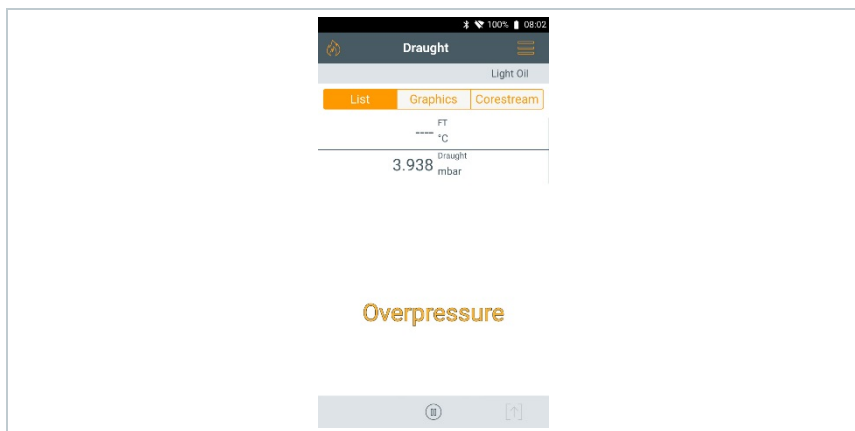 100% 08:02
Draught
Light Oil
List Graphics Corestream
FT
---- °C
Draught
3.938 mbar
Overpressure